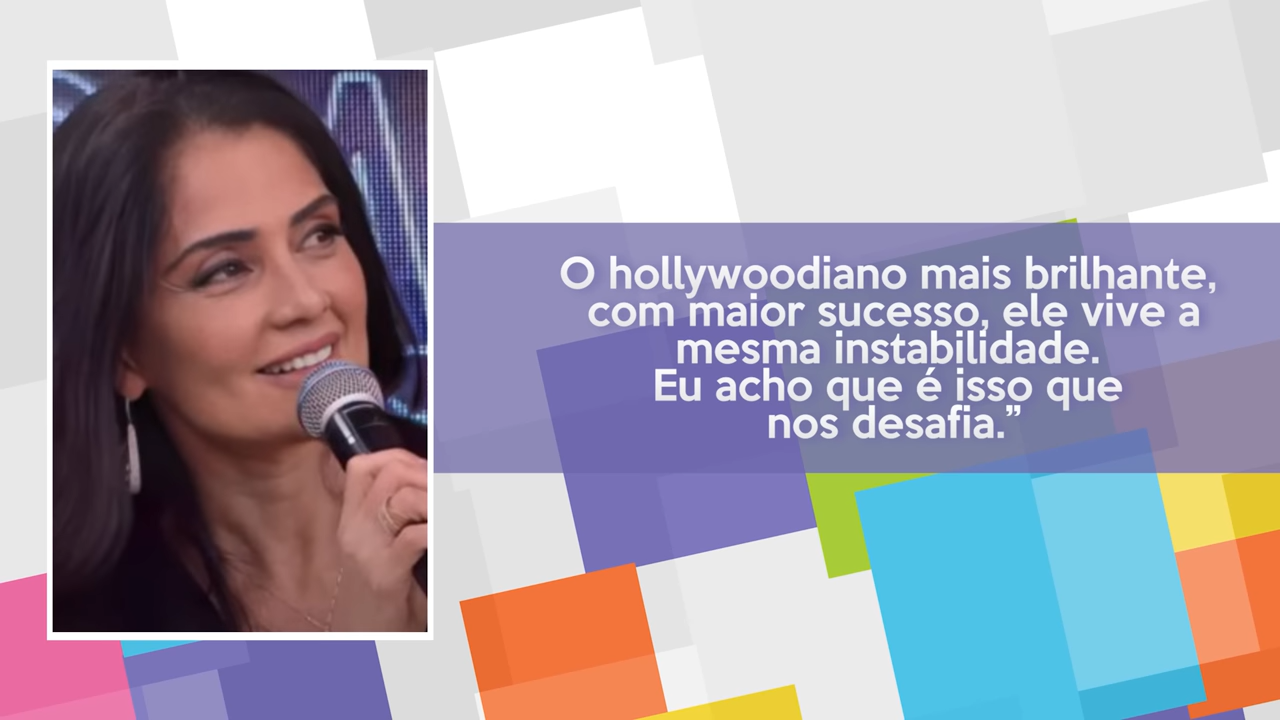 O hollywoodiano mais brilhante,
com maior sucesso, ele vive a
mesma instabilidade.
Eu acho que é isso que
nos desafia.”